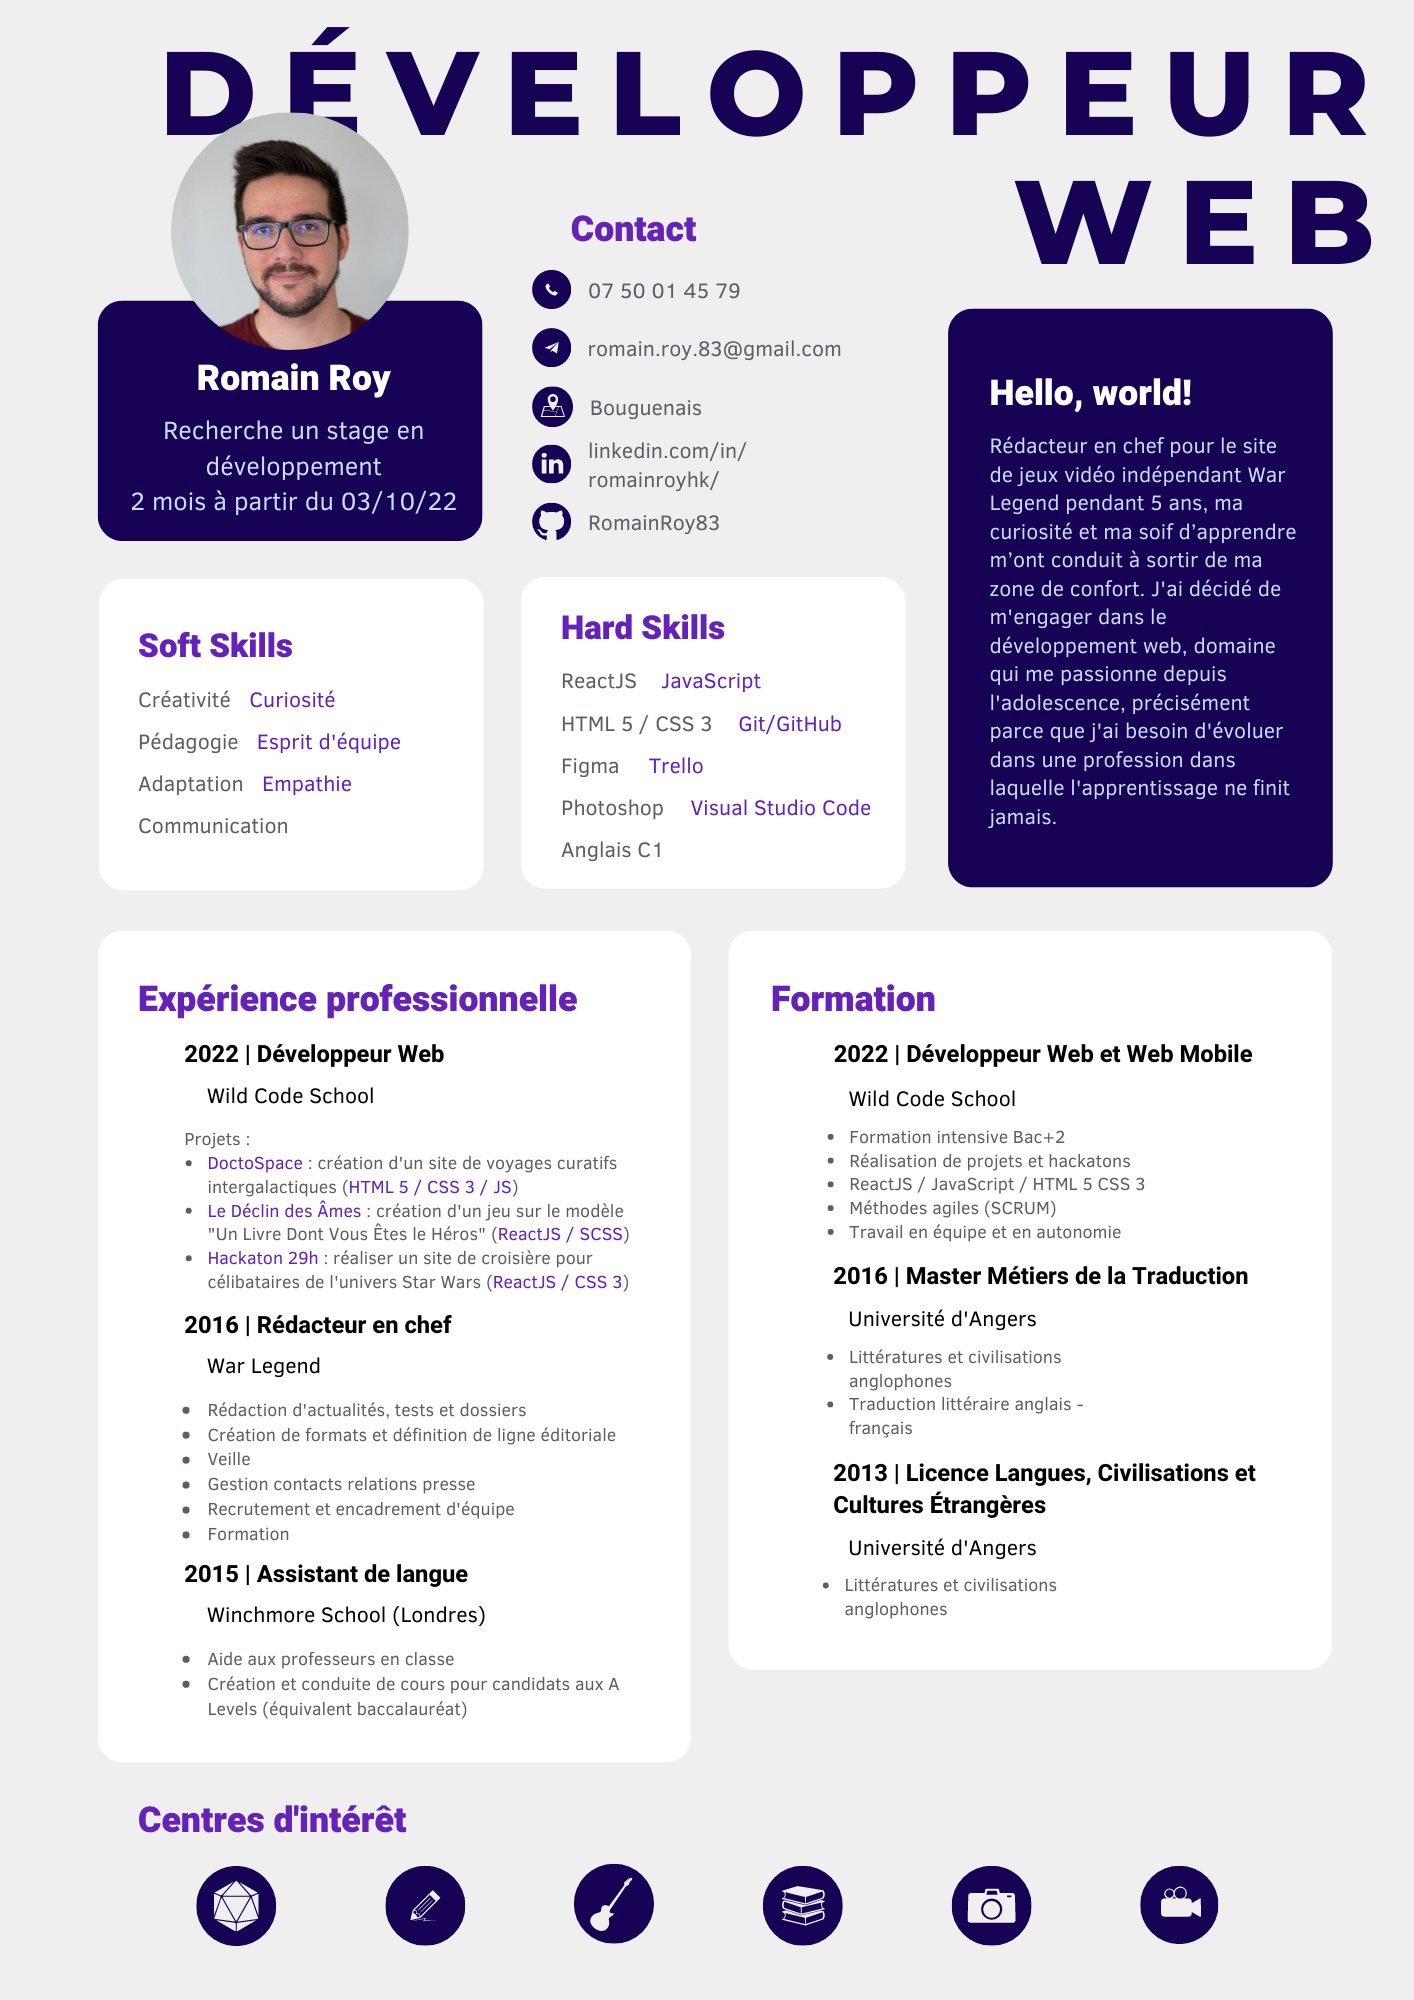 DÉVELOPPEUR
WEB
Romain Roy
Recherche un stage en
développement
2 mois à partir du 03/10/22
Contact
07 50 01 45 79
romain.roy.83@gmail.com
Bouguenais
linkedin.com/in/
romainroyhk/
RomainRoy83
Hello, world!
Rédacteur en chef pour le site
de jeux vidéo indépendant War
Legend pendant 5 ans, ma
curiosité et ma soif d’apprendre
m’ont conduit à sortir de ma
zone de confort. J'ai décidé de
m'engager dans le
développement web, domaine
qui me passionne depuis
l'adolescence, précisément
parce que j'ai besoin d'évoluer
dans une profession dans
laquelle l'apprentissage ne finit
jamais.
Soft Skills
Créativité Curiosité
Pédagogie Esprit d'équipe
Adaptation Empathie
Communication
Hard Skills
ReactJS JavaScript
HTML 5 / CSS 3 Git/GitHub
Figma Trello
Photoshop Visual Studio Code
Anglais C1
Expérience professionnelle
2022 | Développeur Web
Wild Code School
Projets :
• DoctoSpace : création d'un site de voyages curatifs
intergalactiques (HTML 5 / CSS 3 / JS)
• Le Déclin des Âmes : création d'un jeu sur le modèle
"Un Livre Dont Vous Êtes le Héros" (ReactJS / SCSS)
• Hackaton 29h : réaliser un site de croisière pour
célibataires de l'univers Star Wars (ReactJS / CSS 3)
2016 | Rédacteur en chef
War Legend
• Rédaction d'actualités, tests et dossiers
• Création de formats et définition de ligne éditoriale
• Veille
• Gestion contacts relations presse
• Recrutement et encadrement d'équipe
• Formation
2015 | Assistant de langue
Winchmore School (Londres)
• Aide aux professeurs en classe
• Création et conduite de cours pour candidats aux A
Levels (équivalent baccalauréat)
Formation
2022 | Développeur Web et Web Mobile
Wild Code School
• Formation intensive Bac+2
• Réalisation de projets et hackatons
• ReactJS / JavaScript / HTML 5 CSS 3
• Méthodes agiles (SCRUM)
• Travail en équipe et en autonomie
2016 | Master Métiers de la Traduction
Université d'Angers
• Littératures et civilisations
anglophones
• Traduction littéraire anglais -
français
2013 | Licence Langues, Civilisations et
Cultures Étrangères
Université d'Angers
• Littératures et civilisations
anglophones
Centres d'intérêt